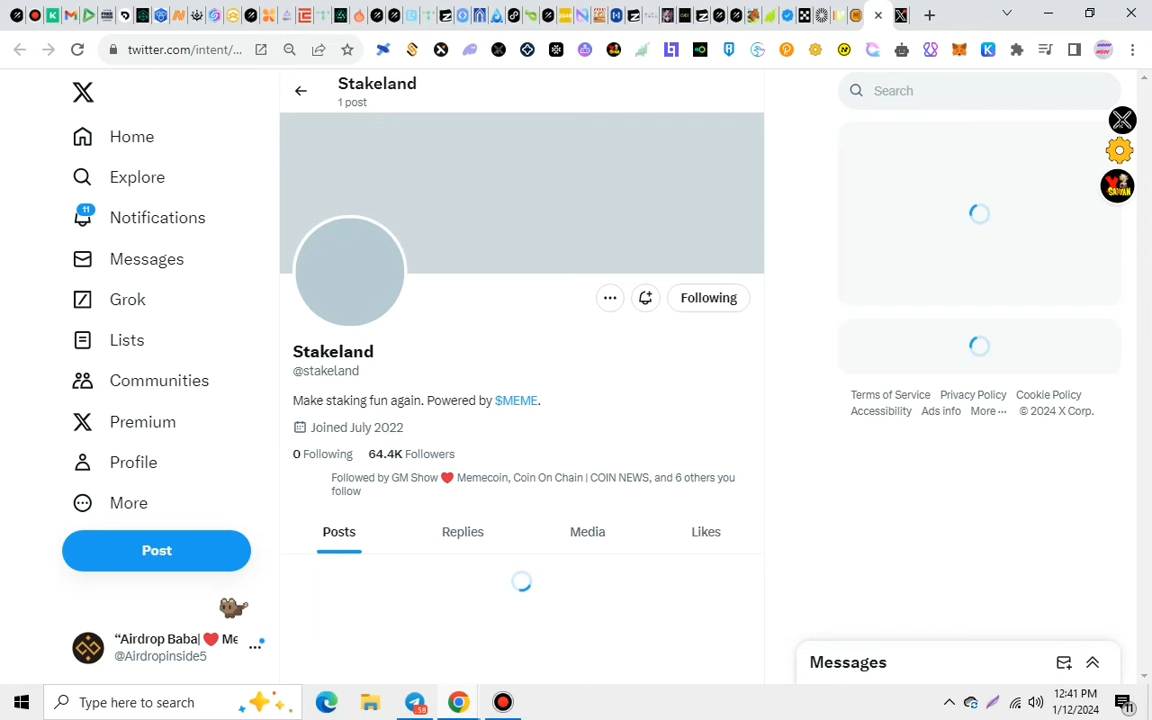 twitter.com/intent/...
Stakeland
1 post
Search
Home
Explore
11
Notifications
Messages
Grok
Lists
Communities
Premium
Profile
More
Post
"Airdrop Baba|❤️ Me
@Airdropinside5
...
Following
Stakeland
@stakeland
Make staking fun again. Powered by $MEME.
Joined July 2022
0 Following 64.4K Followers
Followed by GM Show ❤️ Memecoin, Coin On Chain | COIN NEWS, and 6 others you
follow
Posts Replies Media Likes
Terms of Service Privacy Policy Cookie Policy
Accessibility Ads info More ··· © 2024 X Corp.
Messages
Type here to search
58
12:41 PM
1/12/2024
11